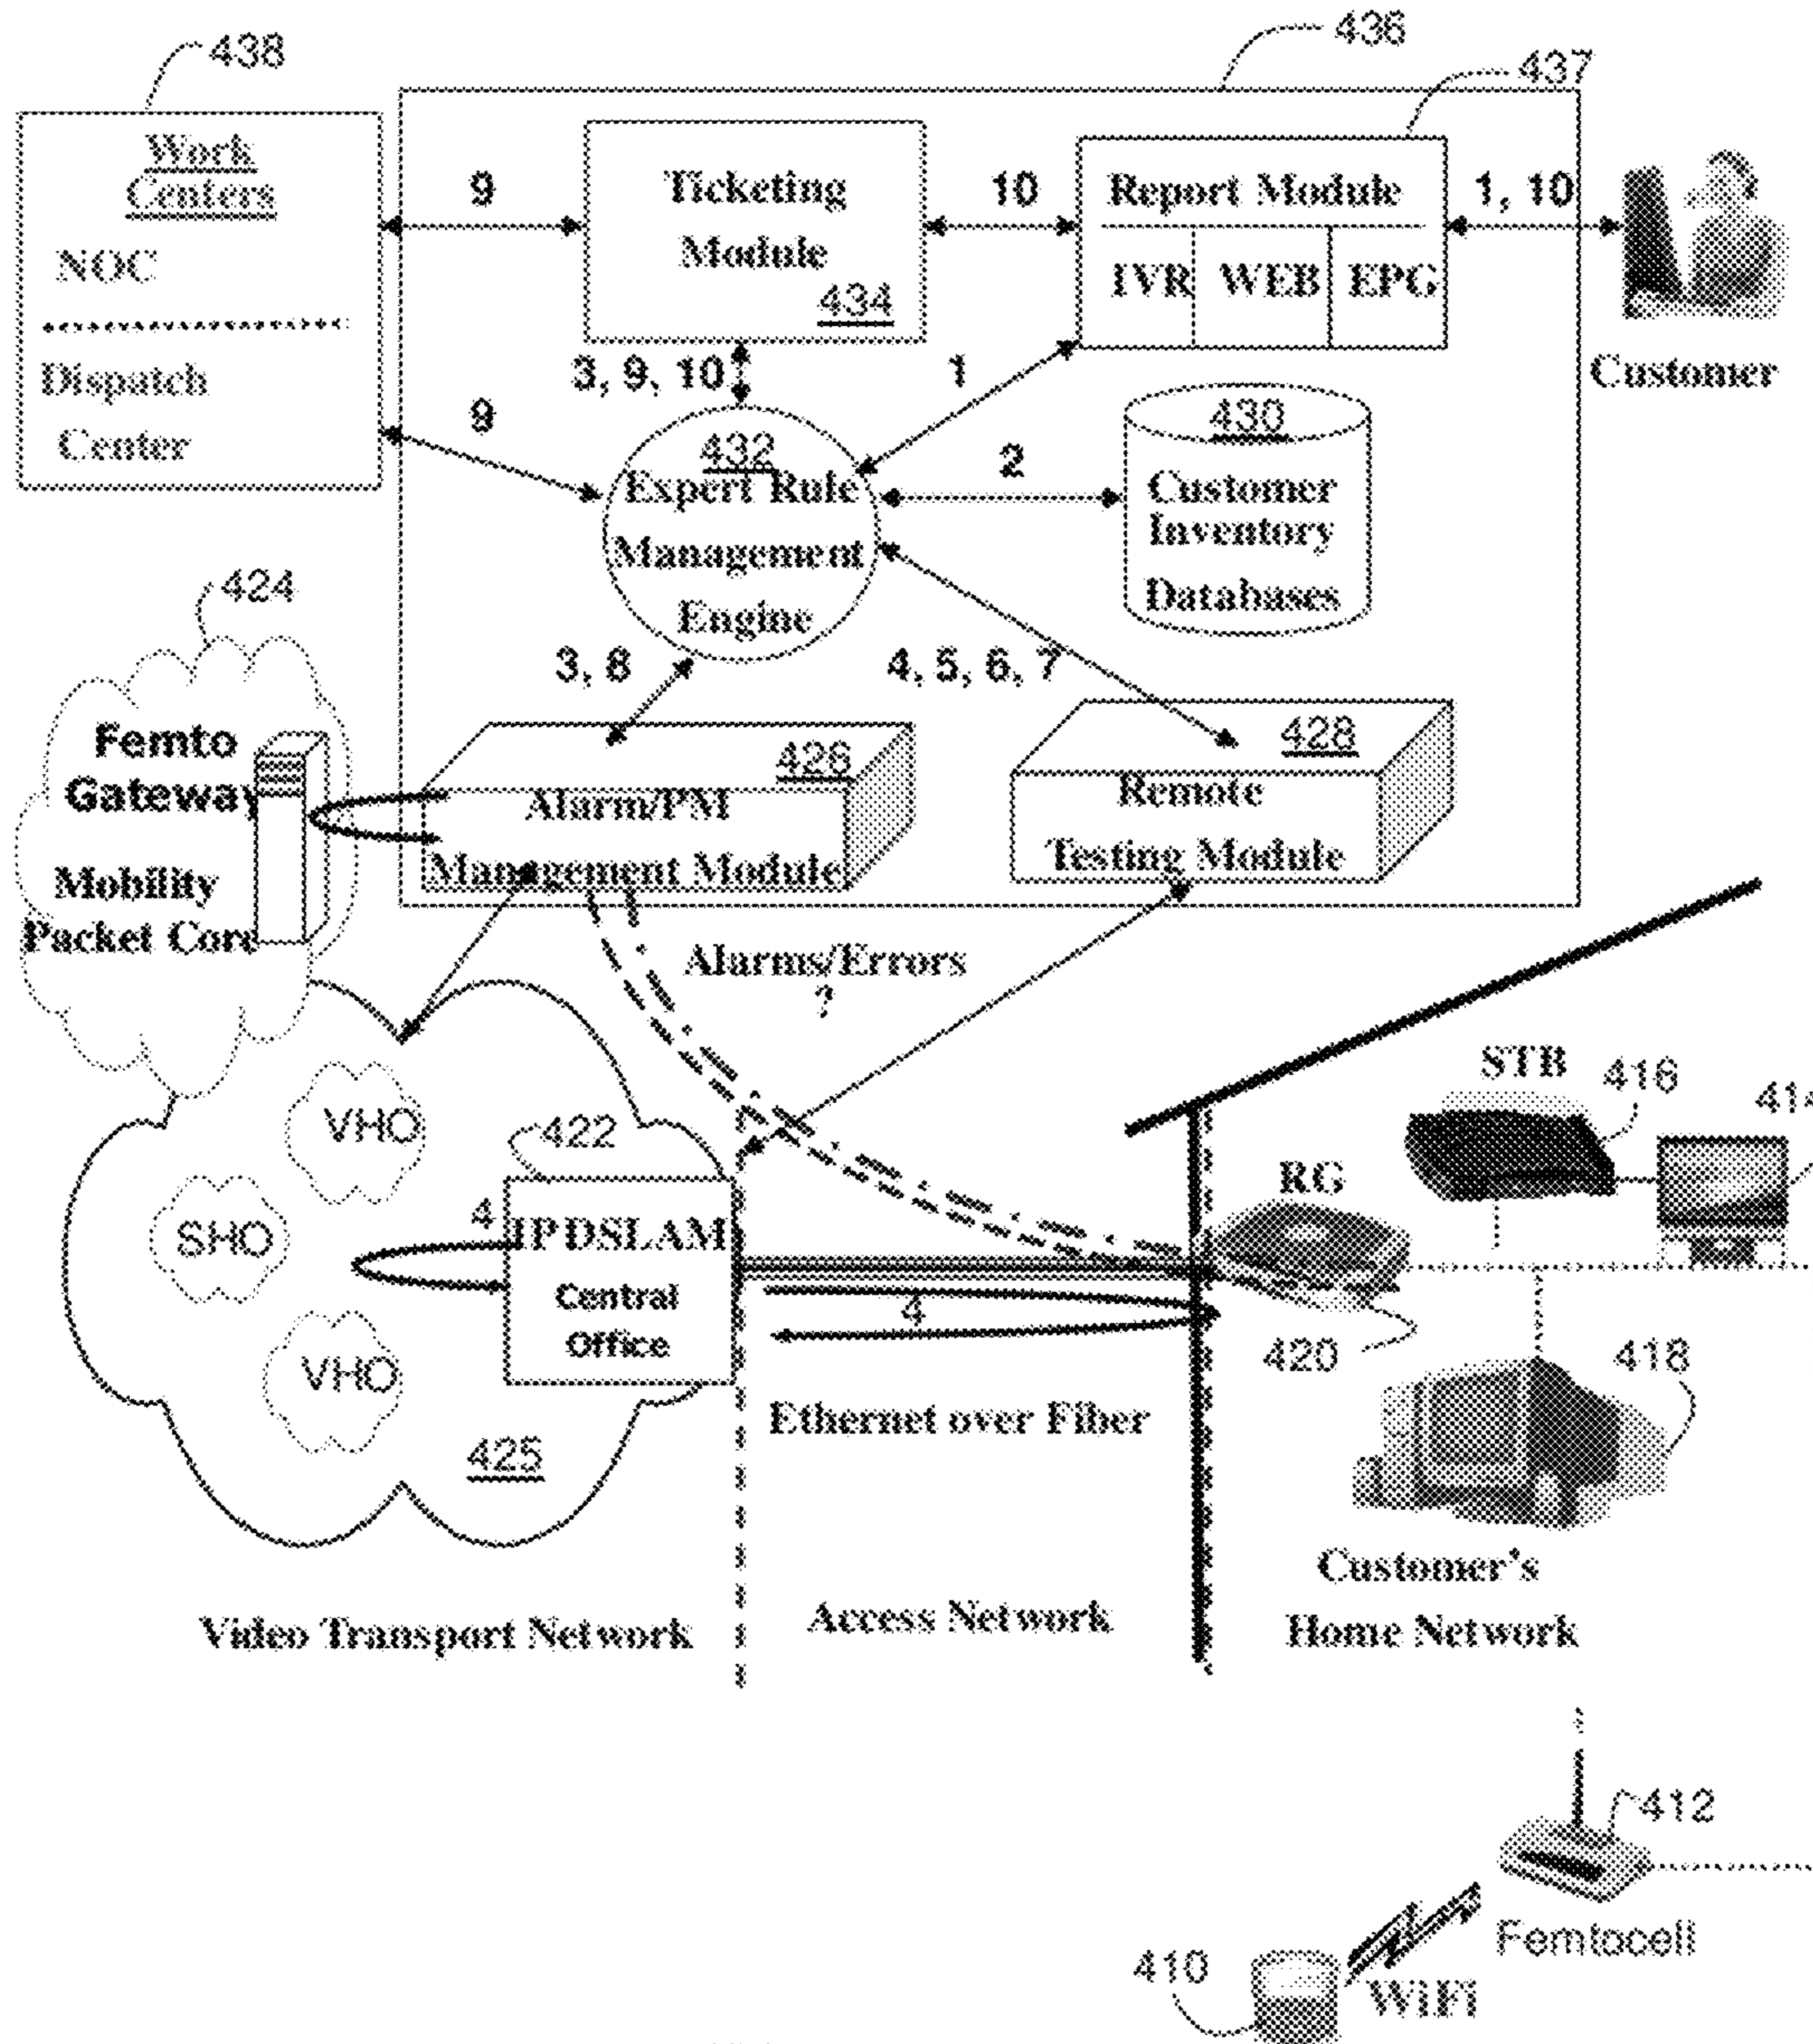 438
436
437
Work
Centers
NOC
Dispatch
Center
9
Ticketing
Module
434
10
Report Module
IVR WEB EPG
1, 10
Customer
3, 9, 10
1
9
432
Expert Rule
Management
Engine
2
430
Customer
Inventory
Databases
424
3, 8
4, 5, 6, 7
Femto
Gateway
Mobility
Packet Core
426
Alarm/PM
Management Module
428
Remote
Testing Module
Alarms/Errors
?
STB
416
414
VHO
422
RG
SHO
4
IPDSLAM
Central
Office
4
420
418
VHO
425
Ethernet over Fiber
Customer's
Home Network
Video Transport Network
Access Network
412
Femtocell
410
WiFi